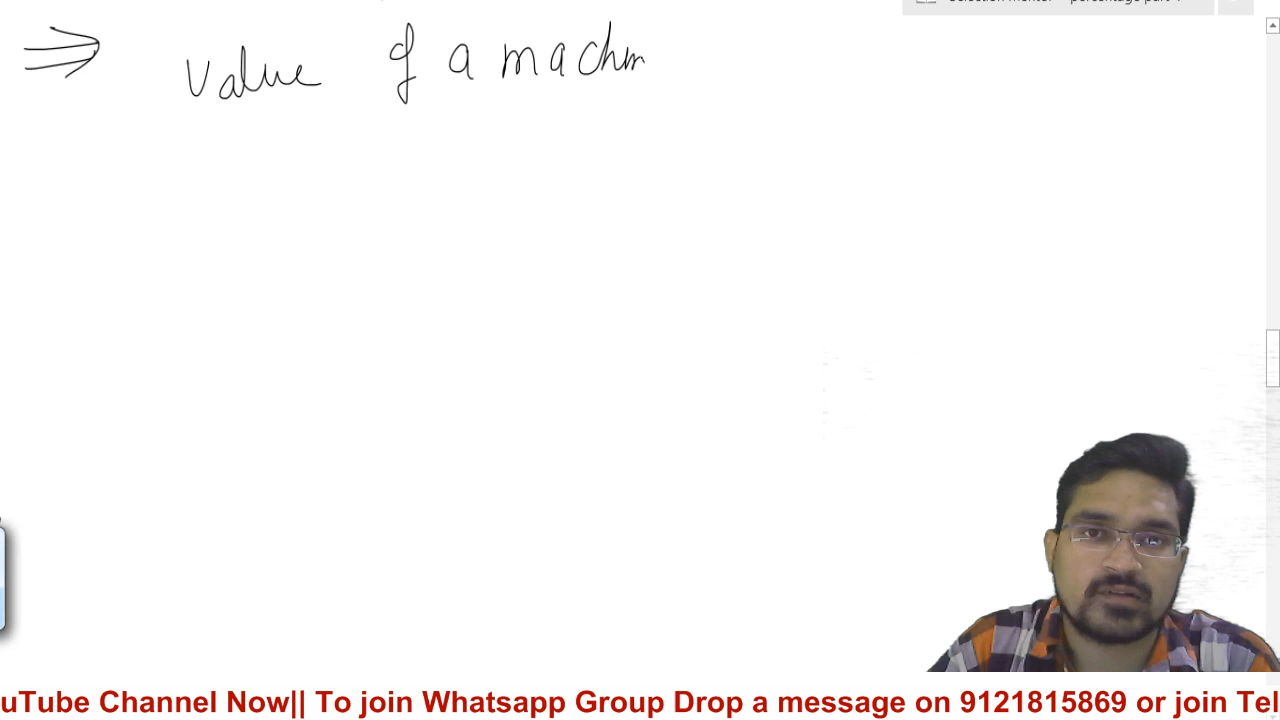 ⇒ value of a machin
uTube Channel Now|| To join Whatsapp Group Drop a message on 9121815869 or join Tel